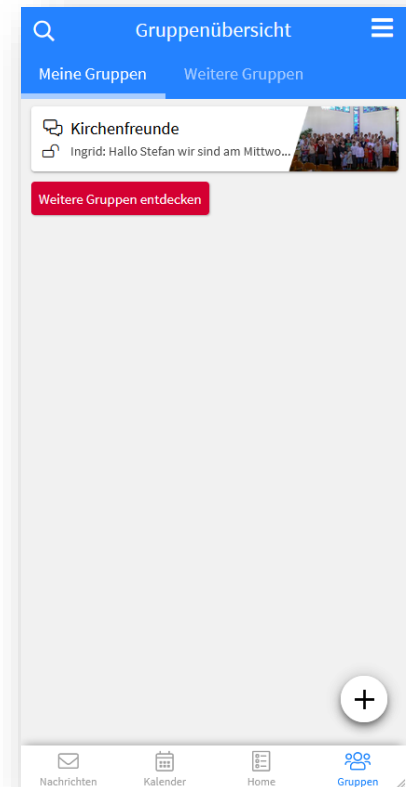 Gruppenübersicht
Meine Gruppen Weitere Gruppen
Kirchenfreunde
Ingrid: Hallo Stefan wir sind am Mittwo...
Weitere Gruppen entdecken
Nachrichten Kalender Home Gruppen